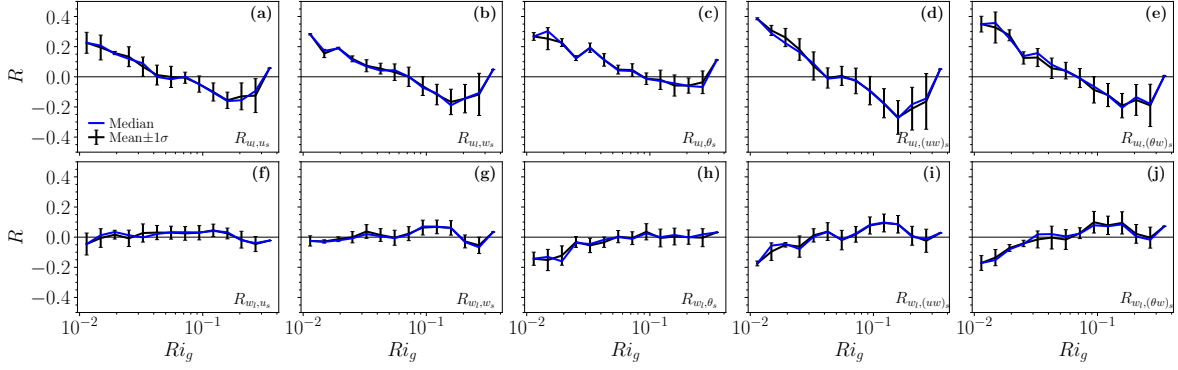 (a) (b) (c) (d) (e)
0.4
0.2
0.0
−0.2
−0.4
R
Median
Mean±1σ
R_{u_l,u_s} R_{u_l,w_s} R_{u_l,θ_s} R_{u_l,(uw)_s} R_{u_l,(θw)_s}
(f) (g) (h) (i) (j)
0.4
0.2
0.0
−0.2
−0.4
R
R_{w_l,u_s} R_{w_l,w_s} R_{w_l,θ_s} R_{w_l,(uw)_s} R_{w_l,(θw)_s}
10^{−2} 10^{−1} 10^{−2} 10^{−1} 10^{−2} 10^{−1} 10^{−2} 10^{−1} 10^{−2} 10^{−1}
Ri_g Ri_g Ri_g Ri_g Ri_g